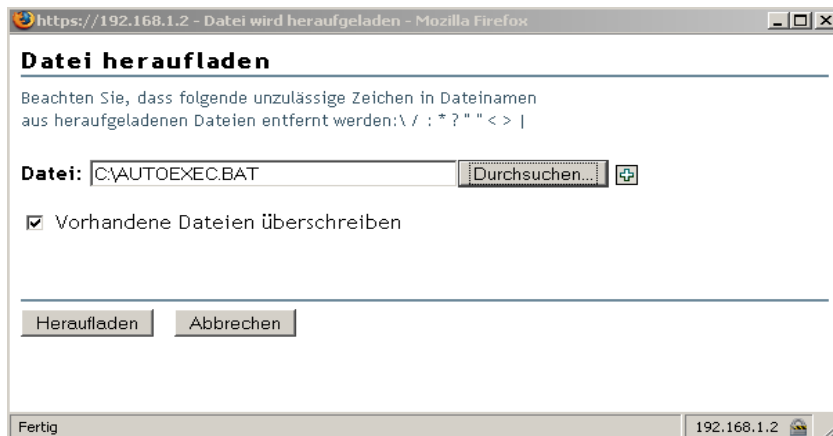 https://192.168.1.2 - Datei wird heraufgeladen - Mozilla Firefox
Datei heraufladen
Beachten Sie, dass folgende unzulässige Zeichen in Dateinamen
aus heraufgeladenen Dateien entfernt werden:\ / : * ? " " < > |
Datei: C:\AUTOEXEC.BAT Durchsuchen...
Vorhandene Dateien überschreiben
Heraufladen Abbrechen
Fertig 192.168.1.2